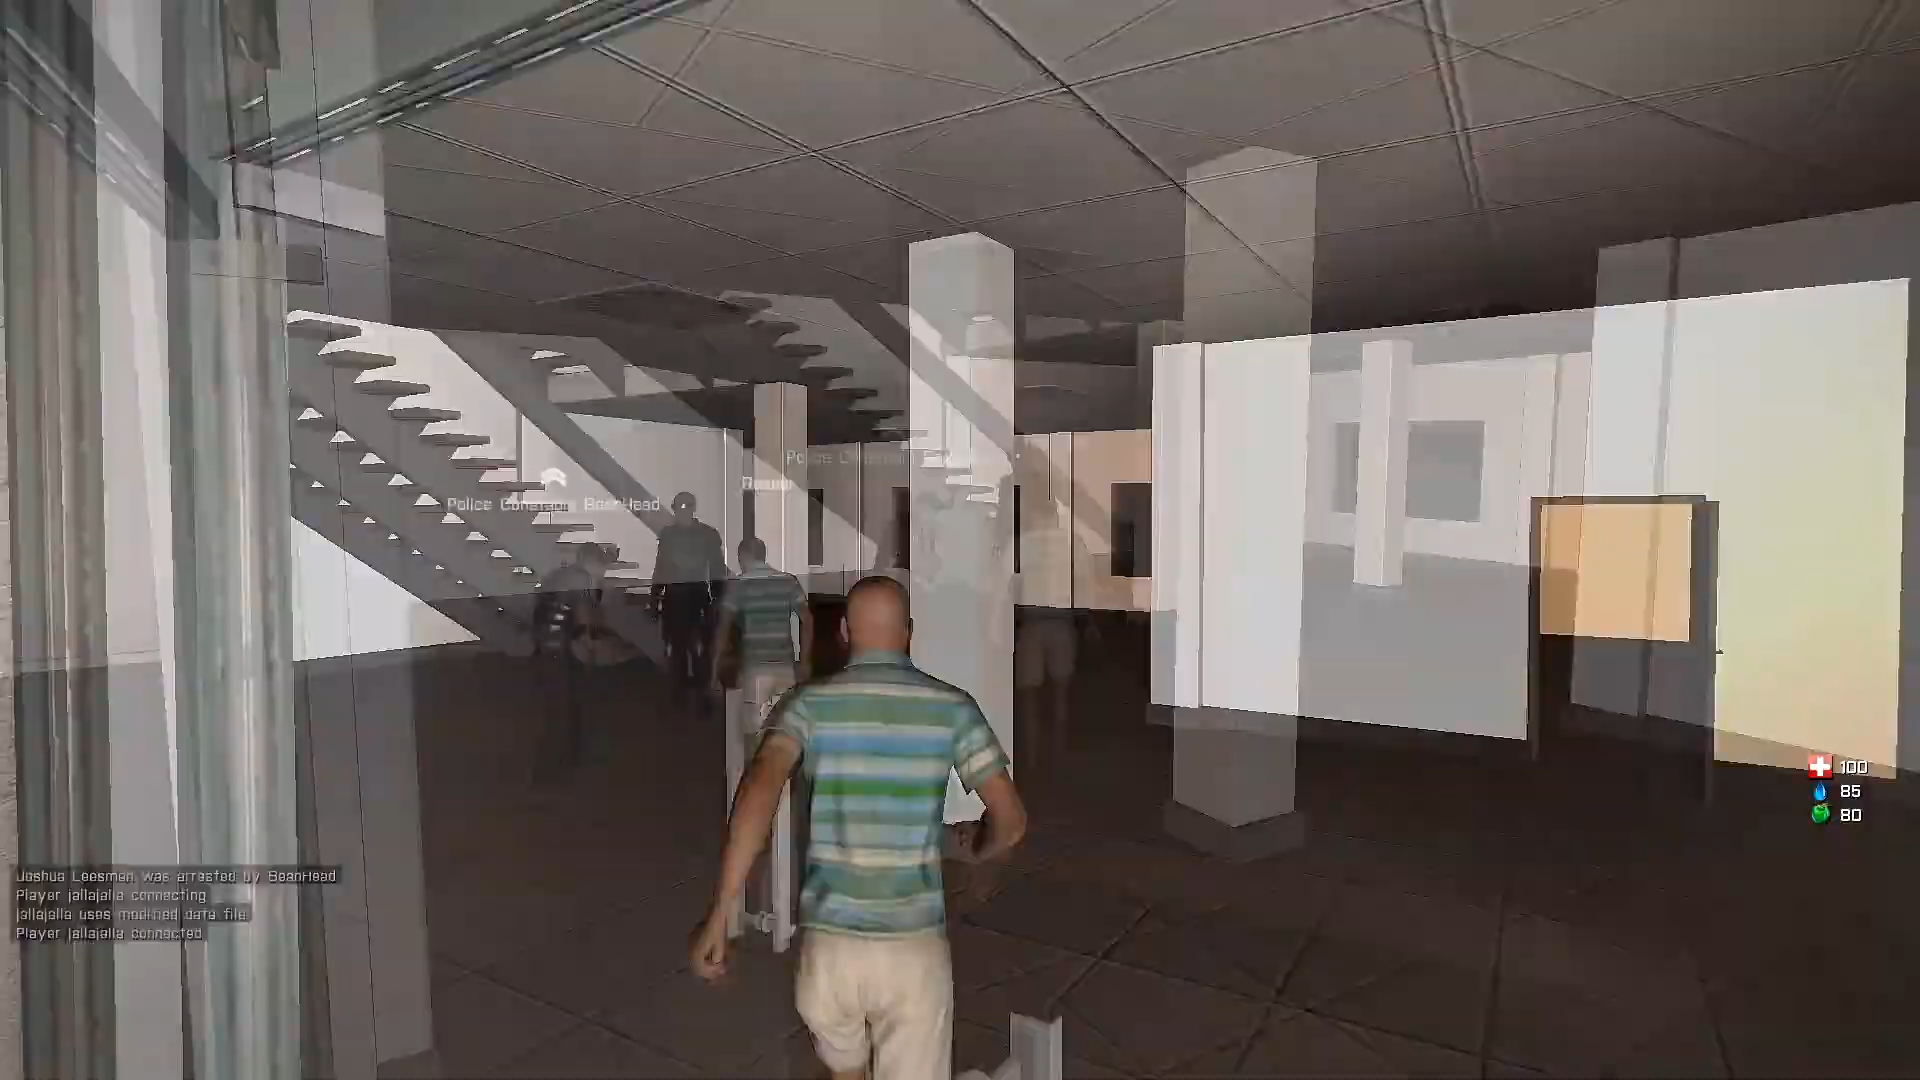 Police Constable BeanHead
100
85
80
Joshua Leesman was arrested by BeanHead
Player jallajalla connecting
jallajalla uses modified data file
Player jallajalla connected